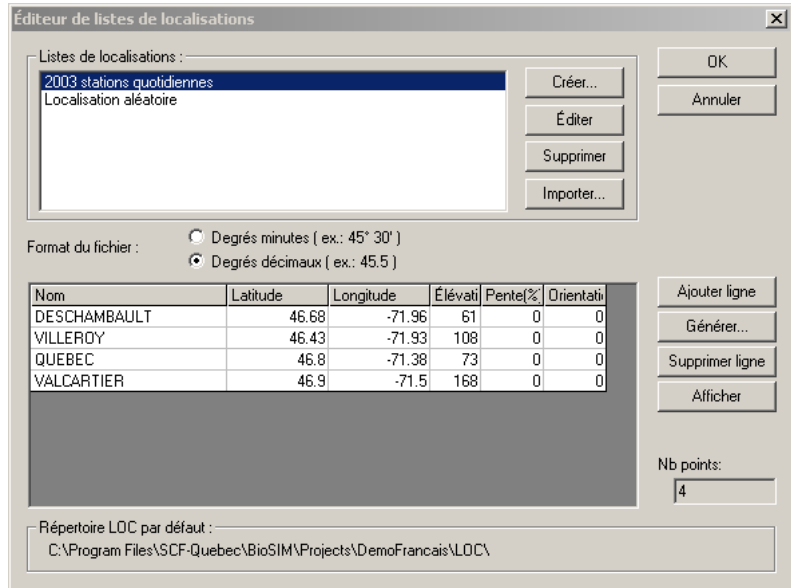 Éditeur de listes de localisations
Listes de localisations :
2003 stations quotidiennes
Localisation aléatoire
Créer...
Éditer
Supprimer
Importer...
OK
Annuler
Format du fichier :
Degrés minutes ( ex.: 45° 30' )
Degrés décimaux ( ex.: 45.5 )
Nom Latitude Longitude Élévati Pente(% Orientati
DESCHAMBAULT 46.68 -71.96 61 0 0
VILLEROY 46.43 -71.93 108 0 0
QUEBEC 46.8 -71.38 73 0 0
VALCARTIER 46.9 -71.5 168 0 0
Ajouter ligne
Générer...
Supprimer ligne
Afficher
Nb points:
4
Répertoire LOC par défaut :
C:\Program Files\SCF-Quebec\BioSIM\Projects\DemoFrancais\LOC\